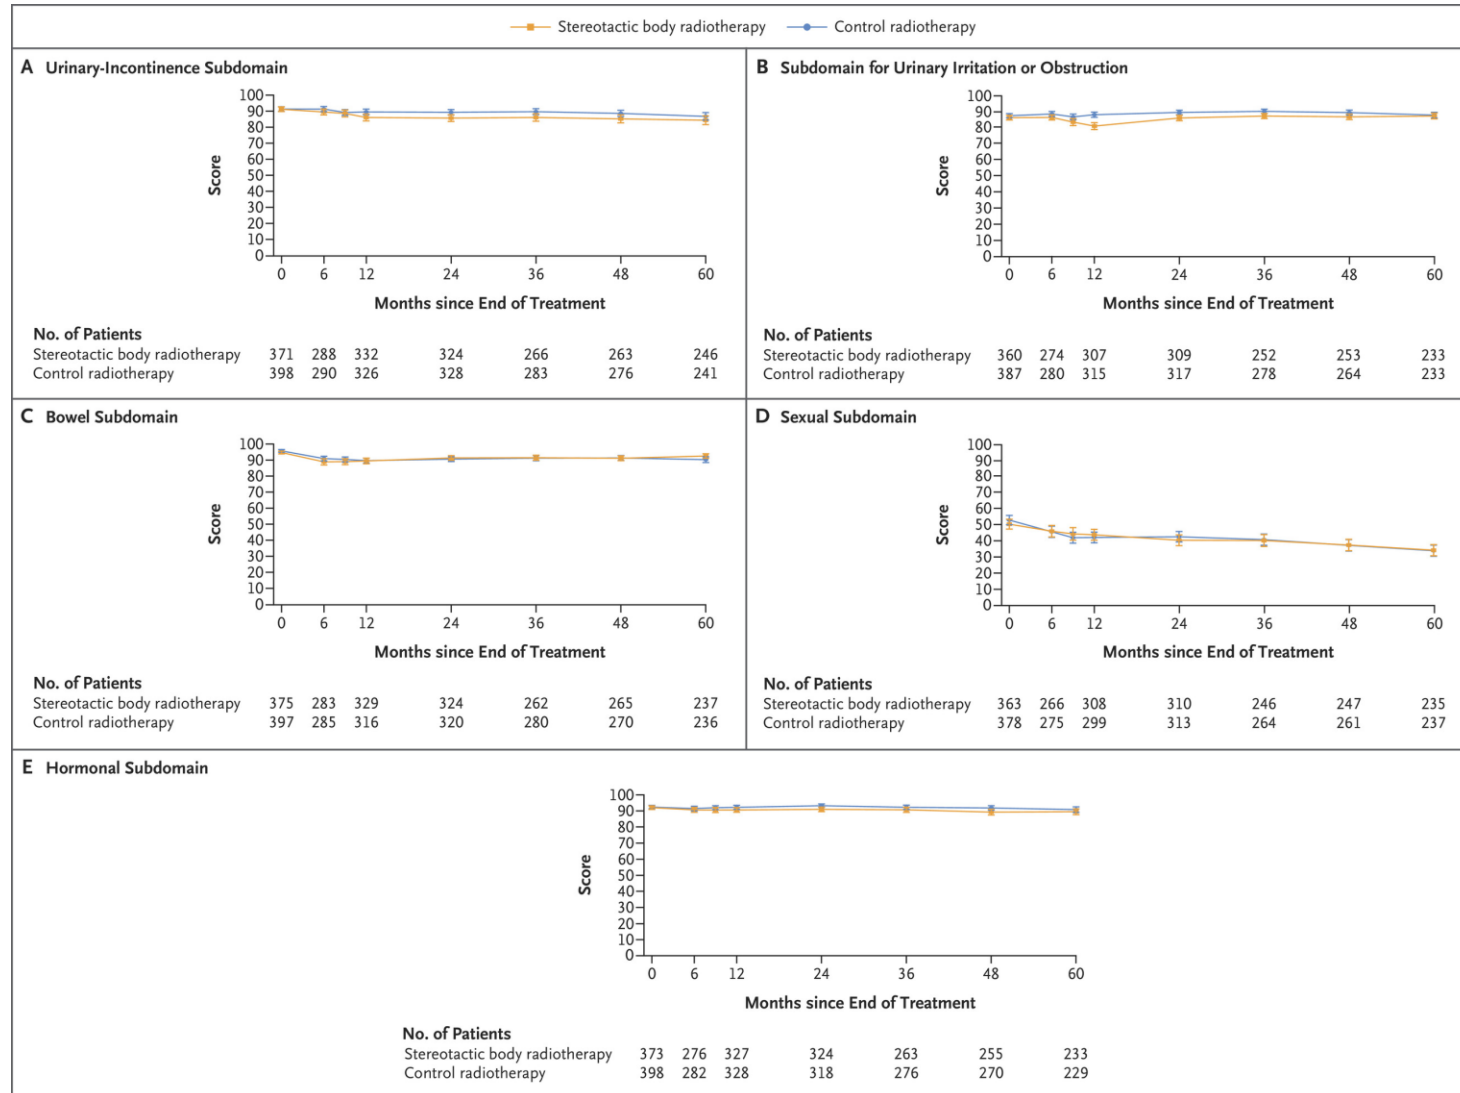 Stereotactic body radiotherapy Control radiotherapy
A Urinary-Incontinence Subdomain
100
90
80
70
60
50
40
30
20
10
0
Score
0 6 12 24 36 48 60
Months since End of Treatment
No. of Patients
Stereotactic body radiotherapy 371 288 332 324 266 263 246
Control radiotherapy 398 290 326 328 283 276 241
B Subdomain for Urinary Irritation or Obstruction
100
90
80
70
60
50
40
30
20
10
0
Score
0 6 12 24 36 48 60
Months since End of Treatment
No. of Patients
Stereotactic body radiotherapy 360 274 307 309 252 253 233
Control radiotherapy 387 280 315 317 278 264 233
C Bowel Subdomain
100
90
80
70
60
50
40
30
20
10
0
Score
0 6 12 24 36 48 60
Months since End of Treatment
No. of Patients
Stereotactic body radiotherapy 375 283 329 324 262 265 237
Control radiotherapy 397 285 316 320 280 270 236
D Sexual Subdomain
100
90
80
70
60
50
40
30
20
10
0
Score
0 6 12 24 36 48 60
Months since End of Treatment
No. of Patients
Stereotactic body radiotherapy 363 266 308 310 246 247 235
Control radiotherapy 378 275 299 313 264 261 237
E Hormonal Subdomain
100
90
80
70
60
50
40
30
20
10
0
Score
0 6 12 24 36 48 60
Months since End of Treatment
No. of Patients
Stereotactic body radiotherapy 373 276 327 324 263 255 233
Control radiotherapy 398 282 328 318 276 270 229